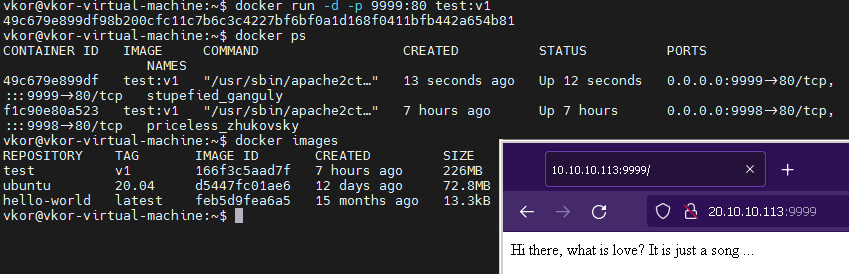 vkor@vkor-virtual-machine:~$ docker run -d -p 9999:80 test:v1
49c679e899df98b200cfc11c7b6c3c4227bf6bf0a1d168f0411bfb442a654b81
vkor@vkor-virtual-machine:~$ docker ps
CONTAINER ID IMAGE COMMAND CREATED STATUS PORTS
NAMES
49c679e899df test:v1 "/usr/sbin/apache2ct…" 13 seconds ago Up 12 seconds 0.0.0.0:9999→80/tcp,
:::9999→80/tcp stupefied_ganguly
f1c90e80a523 test:v1 "/usr/sbin/apache2ct…" 7 hours ago Up 7 hours 0.0.0.0:9998→80/tcp,
:::9998→80/tcp priceless_zhukovsky
vkor@vkor-virtual-machine:~$ docker images
REPOSITORY TAG IMAGE ID CREATED SIZE
test v1 166f3c5aad7f 7 hours ago 226MB
ubuntu 20.04 d5447fc01ae6 12 days ago 72.8MB
hello-world latest feb5d9fea6a5 15 months ago 13.3kB
vkor@vkor-virtual-machine:~$
10.10.10.113:9999/
20.10.10.113:9999
Hi there, what is love? It is just a song ...